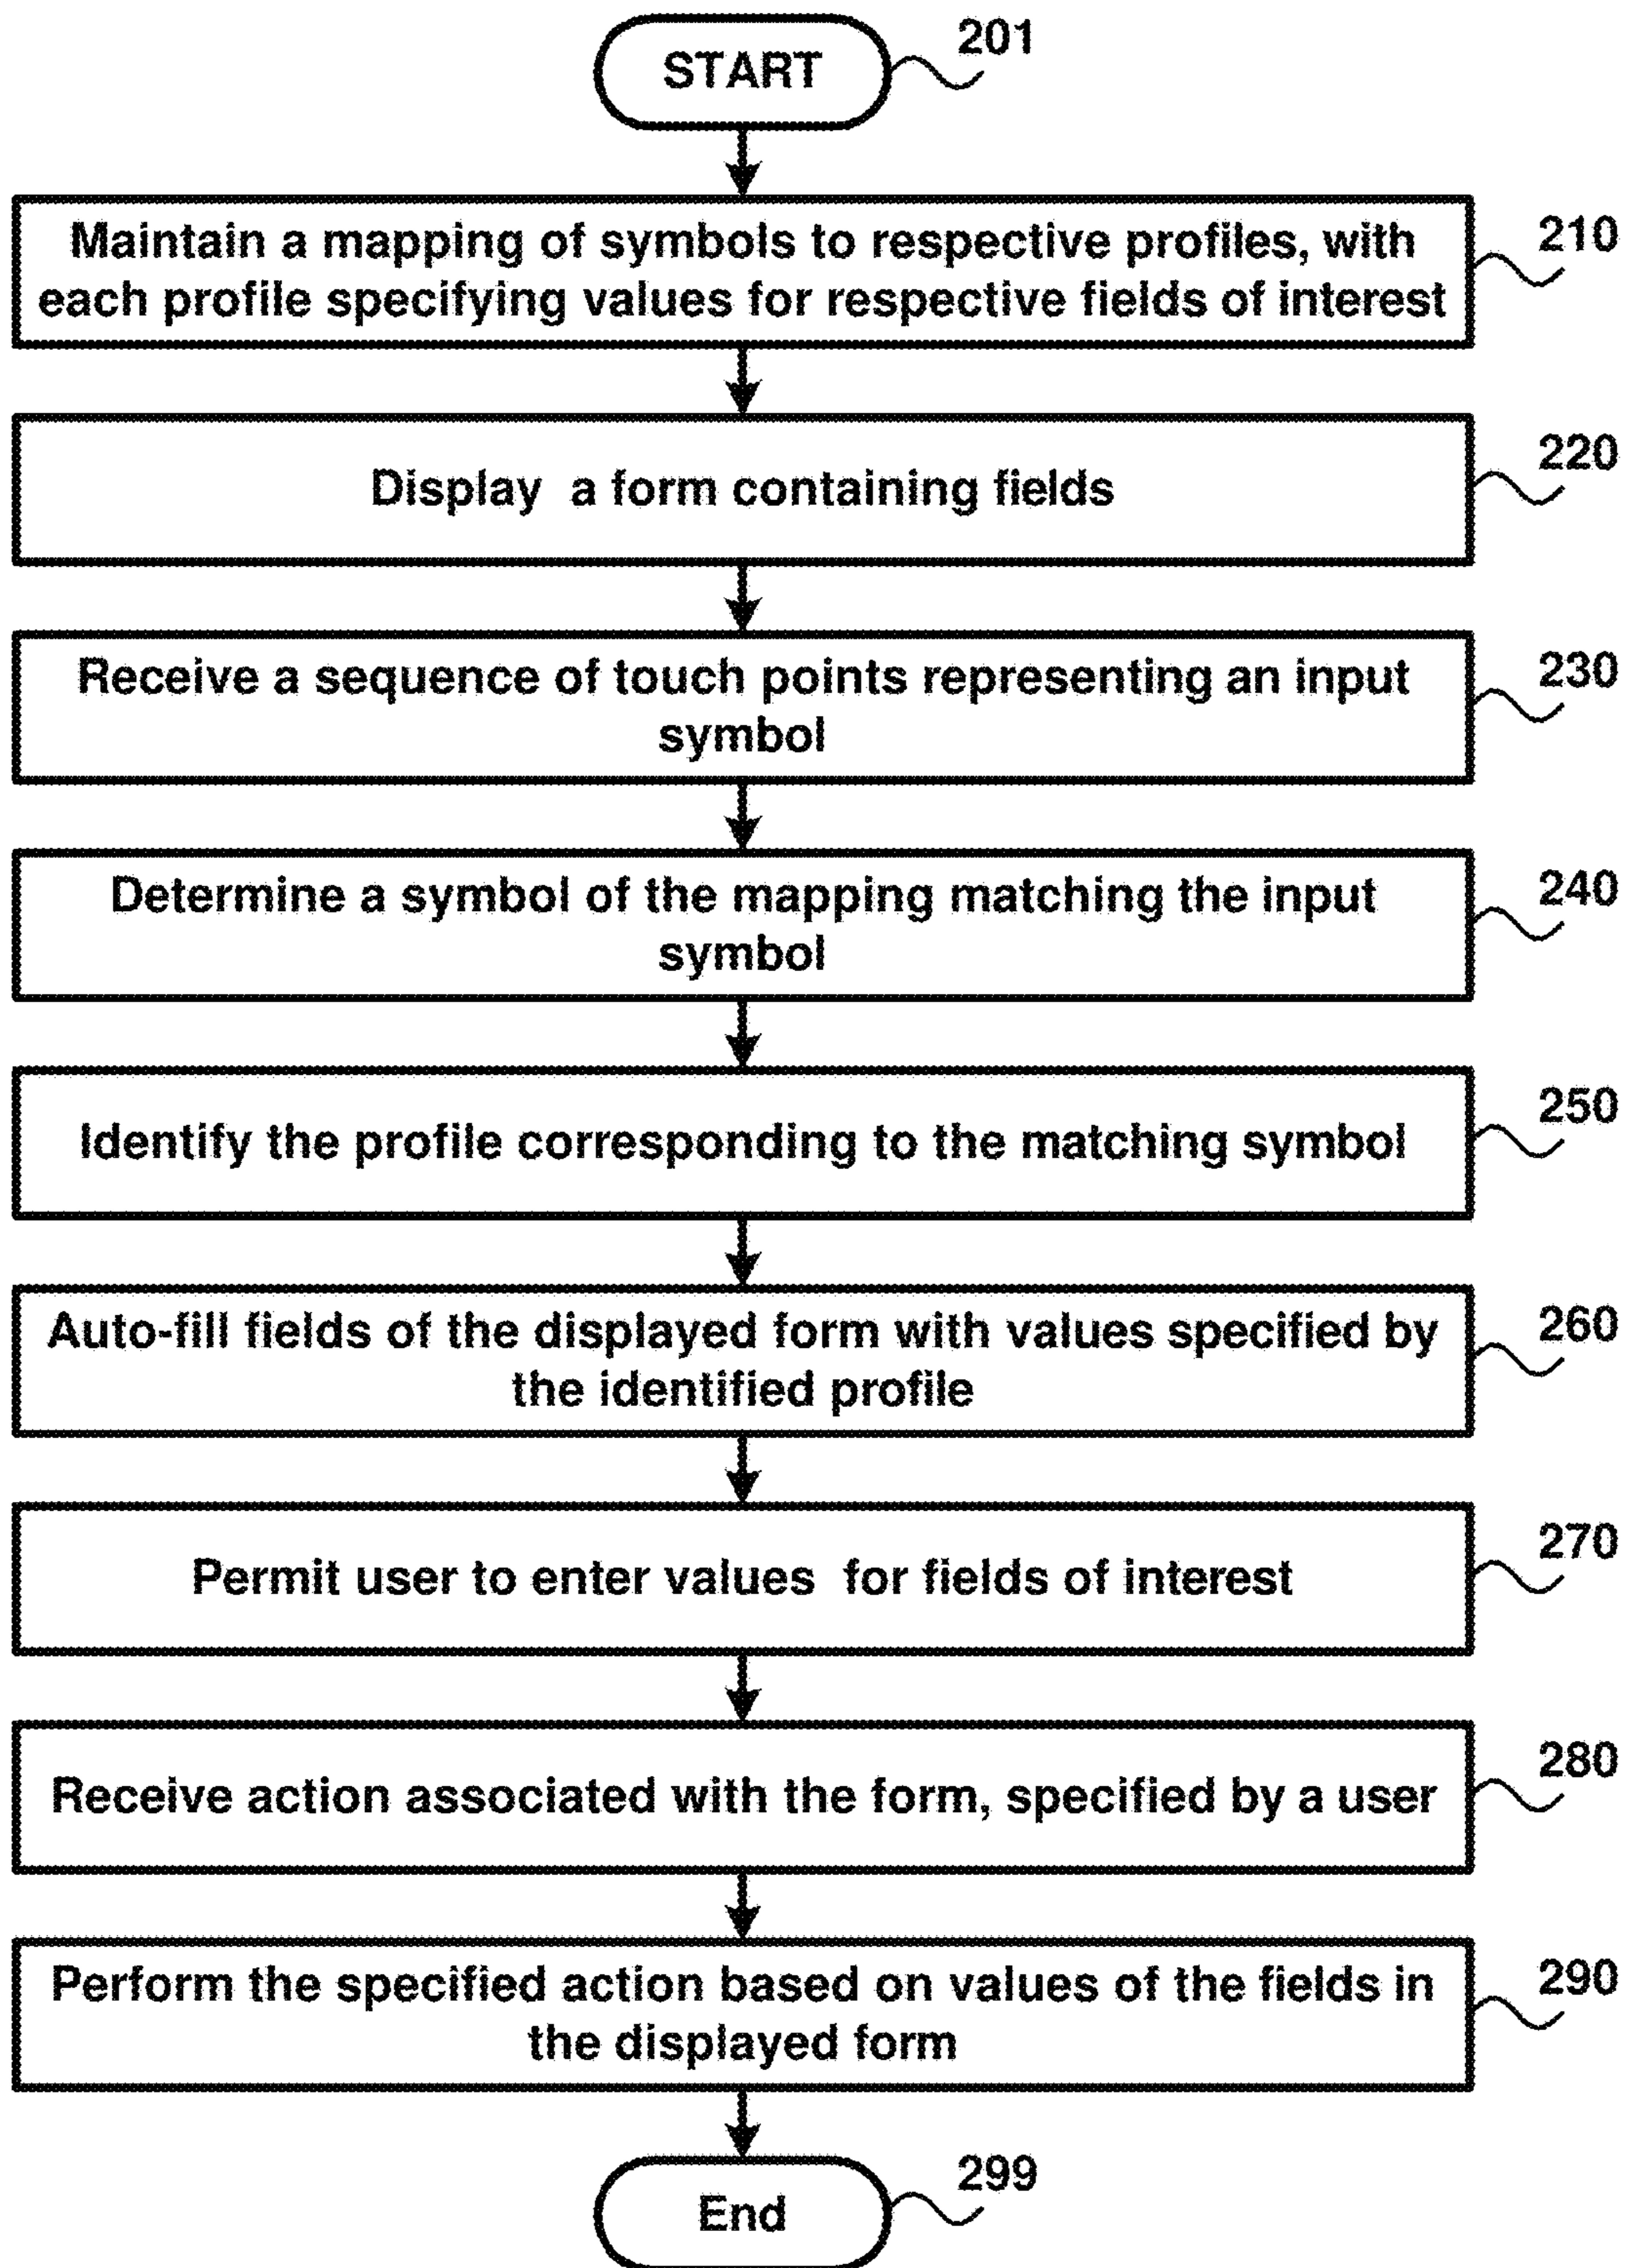 START
201
Maintain a mapping of symbols to respective profiles, with
each profile specifying values for respective fields of interest
210
Display a form containing fields
220
Receive a sequence of touch points representing an input
symbol
230
Determine a symbol of the mapping matching the input
symbol
240
Identify the profile corresponding to the matching symbol
250
Auto-fill fields of the displayed form with values specified by
the identified profile
260
Permit user to enter values for fields of interest
270
Receive action associated with the form, specified by a user
280
Perform the specified action based on values of the fields in
the displayed form
290
End
299